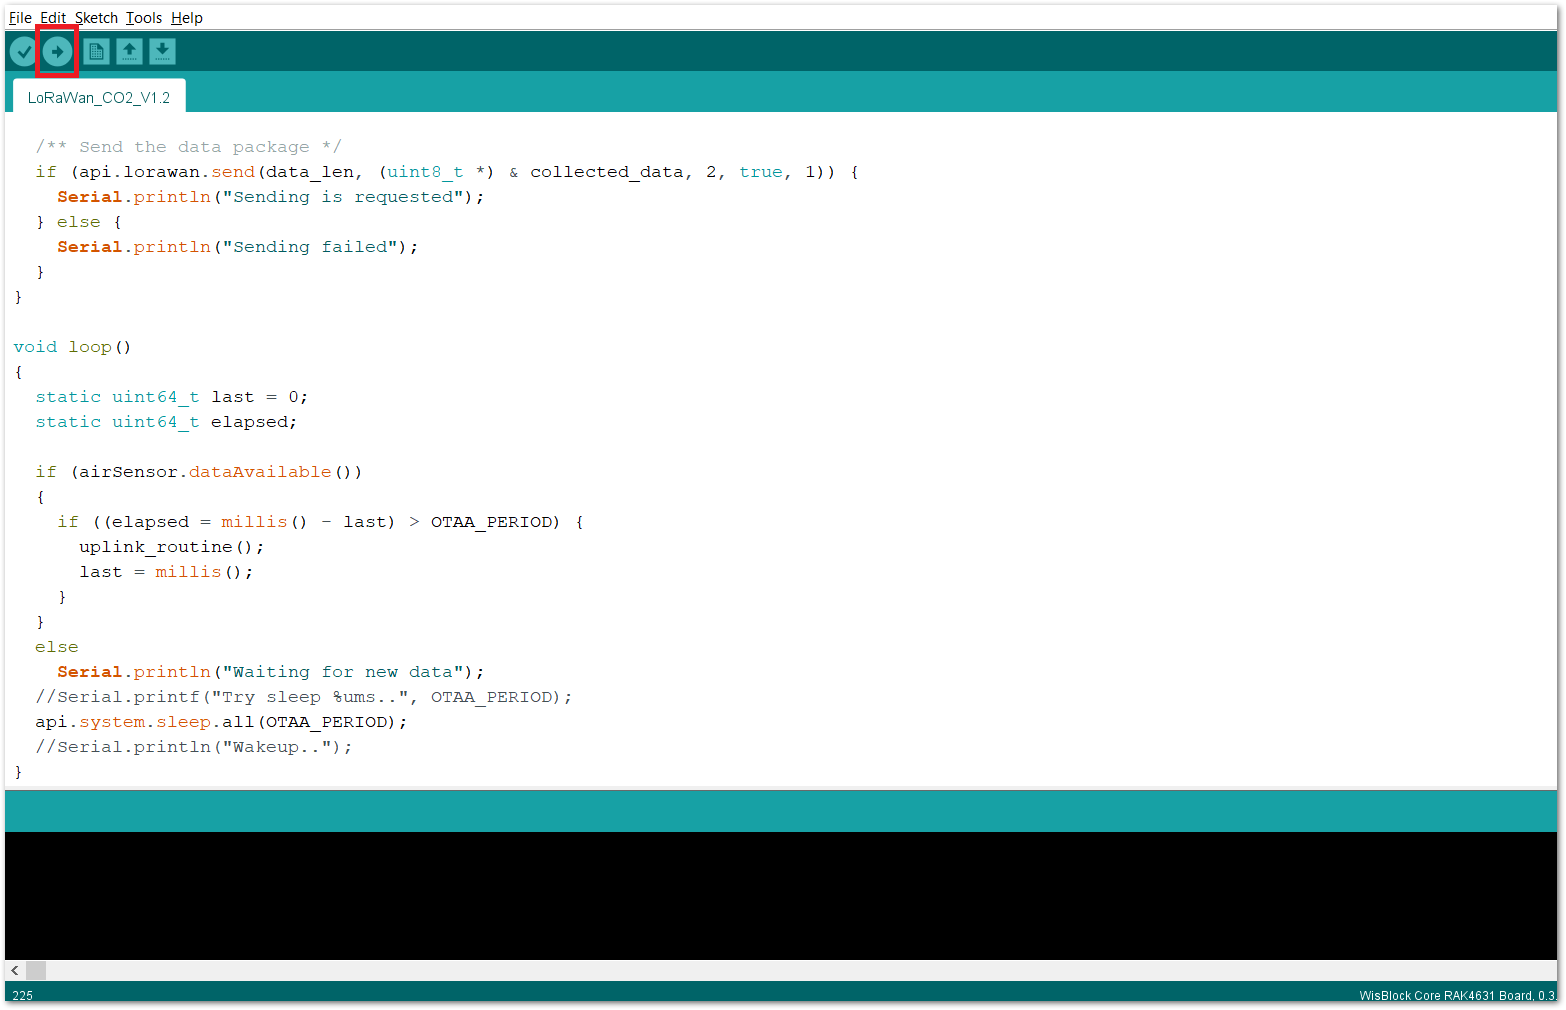 File Edit Sketch Tools Help
LoRaWan_CO2_V1.2
/** Send the data package */
if (api.lorawan.send(data_len, (uint8_t *) & collected_data, 2, true, 1)) {
Serial.println("Sending is requested");
} else {
Serial.println("Sending failed");
}
}
void loop()
{
static uint64_t last = 0;
static uint64_t elapsed;
if (airSensor.dataAvailable())
{
if ((elapsed = millis() - last) > OTAA_PERIOD) {
uplink_routine();
last = millis();
}
}
else
Serial.println("Waiting for new data");
//Serial.printf("Try sleep %ums..", OTAA_PERIOD);
api.system.sleep.all(OTAA_PERIOD);
//Serial.println("Wakeup..");
}
225
WisBlock Core RAK4631 Board, 0.3.